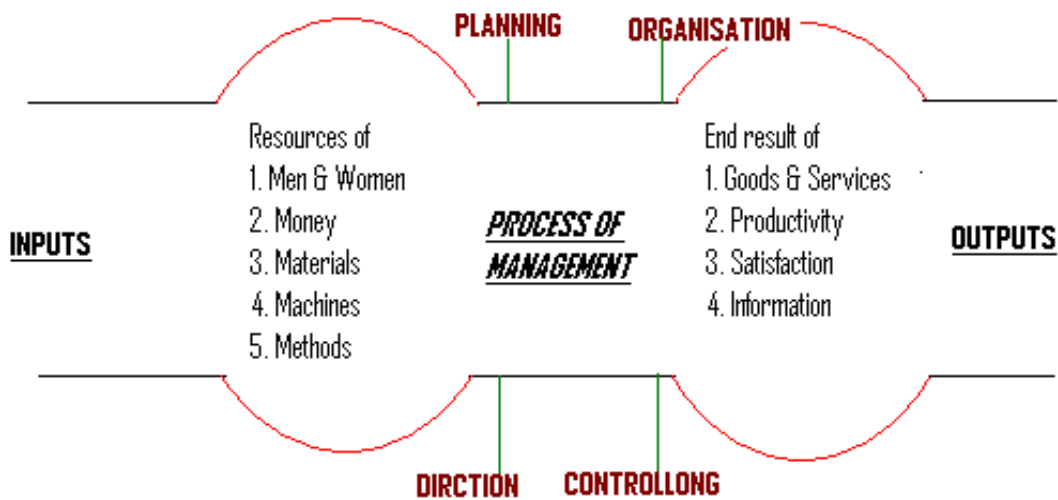 PLANNING
ORGANISATION
INPUTS
Resources of
1. Men & Women
2. Money
3. Materials
4. Machines
5. Methods
PROCESS OF
MANAGEMENT
End result of
1. Goods & Services
2. Productivity
3. Satisfaction
4. Information
OUTPUTS
DIRCTION
CONTROLLONG